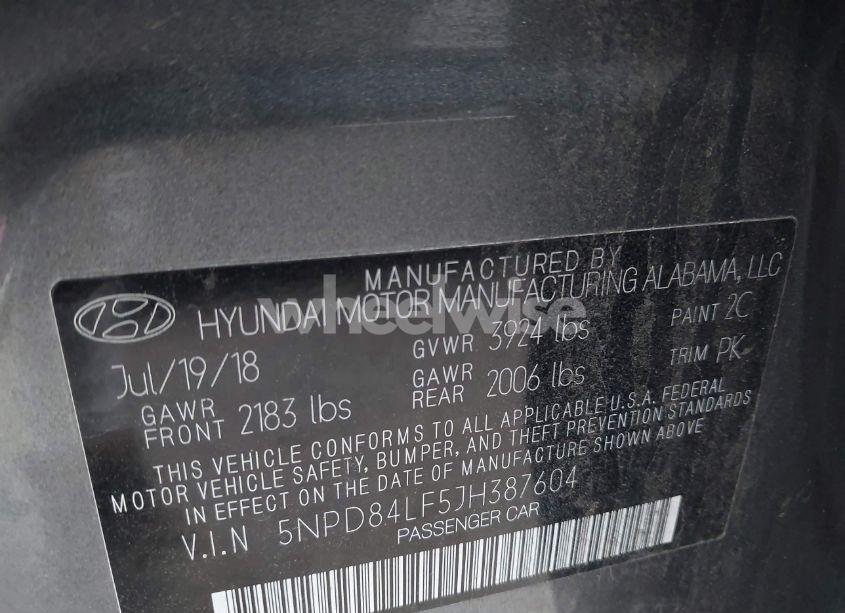 MANUFACTURED BY
HYUNDAI MOTOR MANUFACTURING ALABAMA, LLC
wheelwise
Jul/19/18
GVWR 3924 lbs
PAINT 2C
GAWR FRONT 2183 lbs
GAWR REAR 2006 lbs
TRIM PK
THIS VEHICLE CONFORMS TO ALL APPLICABLE U.S.A. FEDERAL
MOTOR VEHICLE SAFETY, BUMPER, AND THEFT PREVENTION STANDARDS
IN EFFECT ON THE DATE OF MANUFACTURE SHOWN ABOVE
V.I.N 5NPD84LF5JH387604
PASSENGER CAR